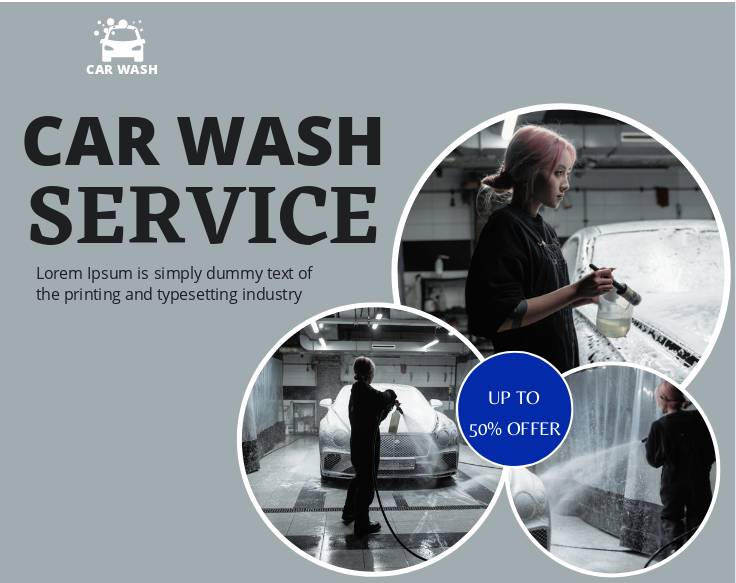 CAR WASH
CAR WASH
SERVICE
Lorem Ipsum is simply dummy text of
the printing and typesetting industry
UP TO
50% OFFER